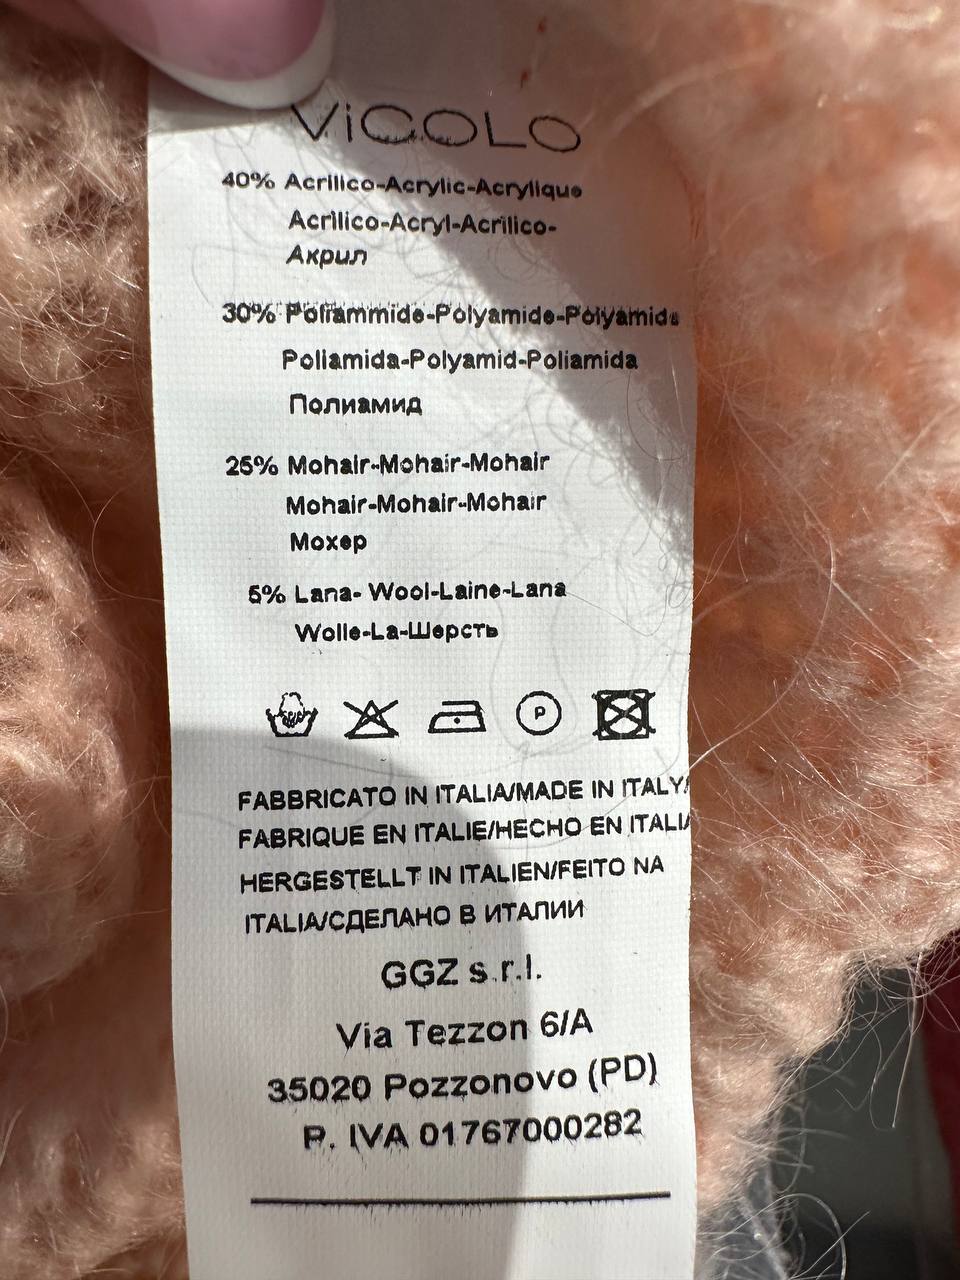 ViCOLO
40% Acrilico-Acrylic-Acrylique
Acrilico-Acryl-Acrilico-
Акрил
30% Poliammide-Polyamide-Polyamide
Poliamida-Polyamid-Poliamida
Полиамид
25% Mohair-Mohair-Mohair
Mohair-Mohair-Mohair
Мохер
5% Lana- Wool-Laine-Lana
Wolle-La-Шерсть
P
FABBRICATO IN ITALIA/MADE IN ITALY/
FABRIQUE EN ITALIE/HECHO EN ITALIA
HERGESTELLT IN ITALIEN/FEITO NA
ITALIA/СДЕЛАНО В ИТАЛИИ
GGZ s.r.l.
Via Tezzon 6/A
35020 Pozzonovo (PD)
P. IVA 01767000282